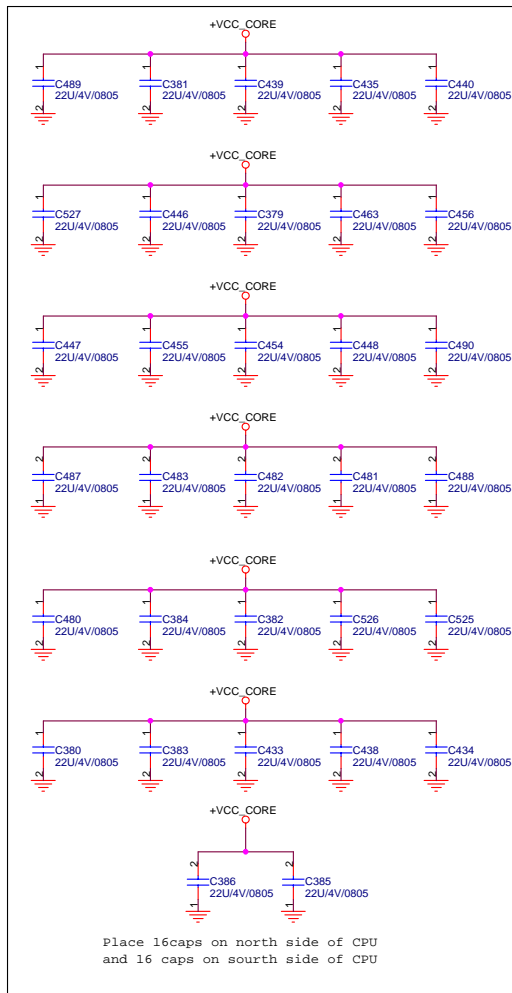 +VCC_CORE
1 1 1 1 1
C489 C381 C439 C435 C440
22U/4V/0805 22U/4V/0805 22U/4V/0805 22U/4V/0805 22U/4V/0805
2 2 2 2 2
+VCC_CORE
1 1 1 1 1
C527 C446 C379 C463 C456
22U/4V/0805 22U/4V/0805 22U/4V/0805 22U/4V/0805 22U/4V/0805
2 2 2 2 2
+VCC_CORE
1 1 1 1 1
C447 C455 C454 C448 C490
22U/4V/0805 22U/4V/0805 22U/4V/0805 22U/4V/0805 22U/4V/0805
2 2 2 2 2
+VCC_CORE
2 2 2 2 2
C487 C483 C482 C481 C488
22U/4V/0805 22U/4V/0805 22U/4V/0805 22U/4V/0805 22U/4V/0805
1 1 1 1 1
+VCC_CORE
1 1 1 1 1
C480 C384 C382 C526 C525
22U/4V/0805 22U/4V/0805 22U/4V/0805 22U/4V/0805 22U/4V/0805
2 2 2 2 2
+VCC_CORE
1 1 1 1 1
C380 C383 C433 C438 C434
22U/4V/0805 22U/4V/0805 22U/4V/0805 22U/4V/0805 22U/4V/0805
2 2 2 2 2
+VCC_CORE
2 2
C386 C385
22U/4V/0805 22U/4V/0805
1 1
Place 16caps on north side of CPU
and 16 caps on sourth side of CPU